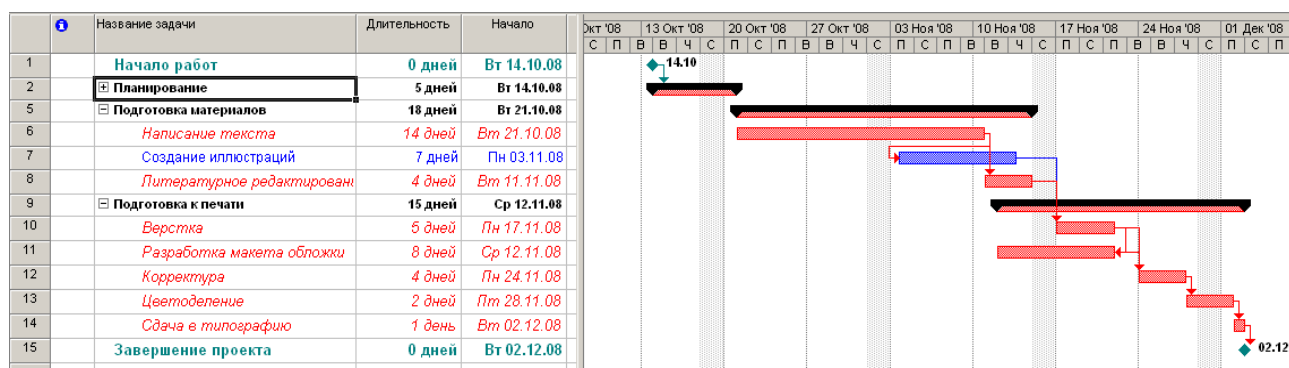 Название задачи Длительность Начало Окт '08 13 Окт '08 20 Окт '08 27 Окт '08 03 Ноя '08 10 Ноя '08 17 Ноя '08 24 Ноя '08 01 Дек '08
С П В В Ч С П С П В В Ч С П С П В В Ч С П С П В В Ч С П С П
1 Начало работ 0 дней Вт 14.10.08 14.10
2 Планирование 5 дней Вт 14.10.08
5 Подготовка материалов 18 дней Вт 21.10.08
6 Написание текста 14 дней Вт 21.10.08
7 Создание иллюстраций 7 дней Пн 03.11.08
8 Литературное редактировани 4 дней Вт 11.11.08
9 Подготовка к печати 15 дней Ср 12.11.08
10 Верстка 5 дней Пн 17.11.08
11 Разработка макета обложки 8 дней Ср 12.11.08
12 Корректура 4 дней Пн 24.11.08
13 Цветоделение 2 дней Пт 28.11.08
14 Сдача в типографию 1 день Вт 02.12.08
15 Завершение проекта 0 дней Вт 02.12.08 02.12